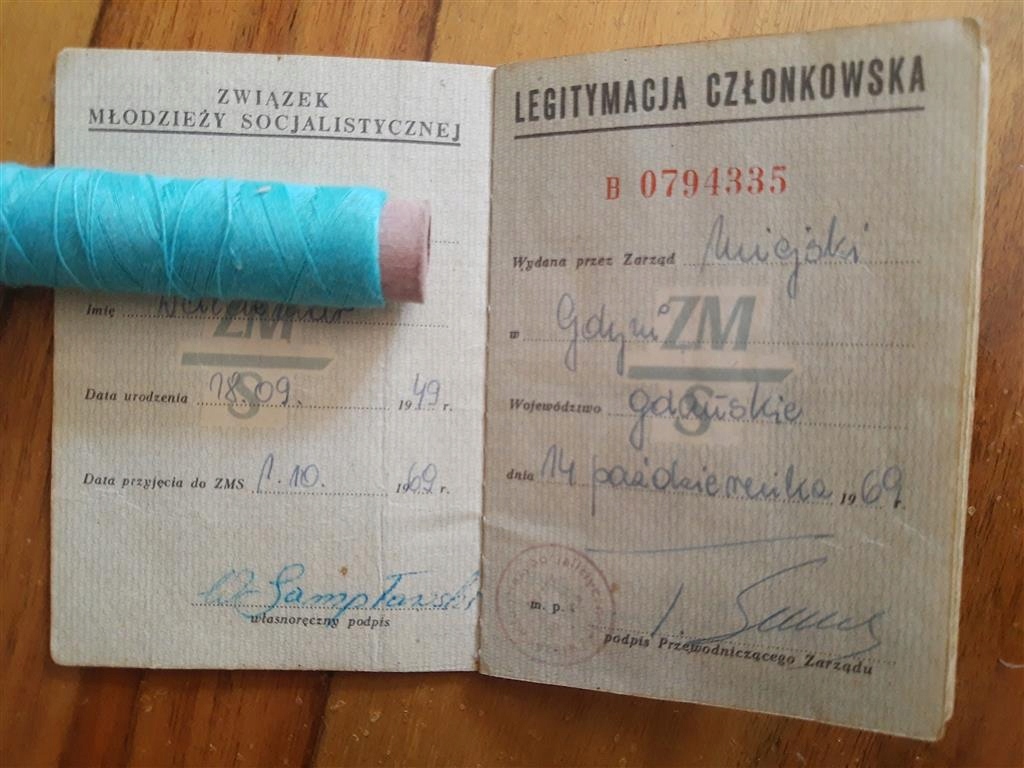 ZWIĄZEK
MŁODZIEŻY SOCJALISTYCZNEJ
Imię
ZM
S
Data urodzenia 18.09. 1949 r.
Data przyjęcia do ZMS 1.10. 1969 r.
własnoręczny podpis
LEGITYMACJA CZŁONKOWSKA
B 0794335
Wydana przez Zarząd Miejski
w Gdyni
ZM
S
Województwo gdańskie
dnia 14 października 1969 r.
m. p.
podpis Przewodniczącego Zarządu